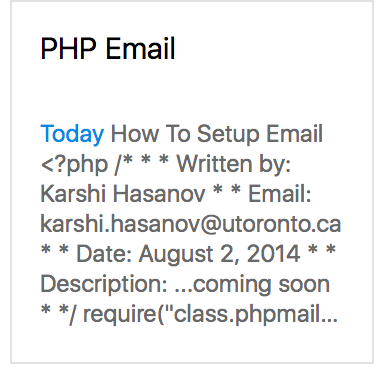 PHP Email
Today How To Setup Email
<?php /* * * Written by:
Karshi Hasanov * * Email:
karshi.hasanov@utoronto.ca
* * Date: August 2, 2014 * *
Description: ...coming soon
* */ require("class.phpmail...